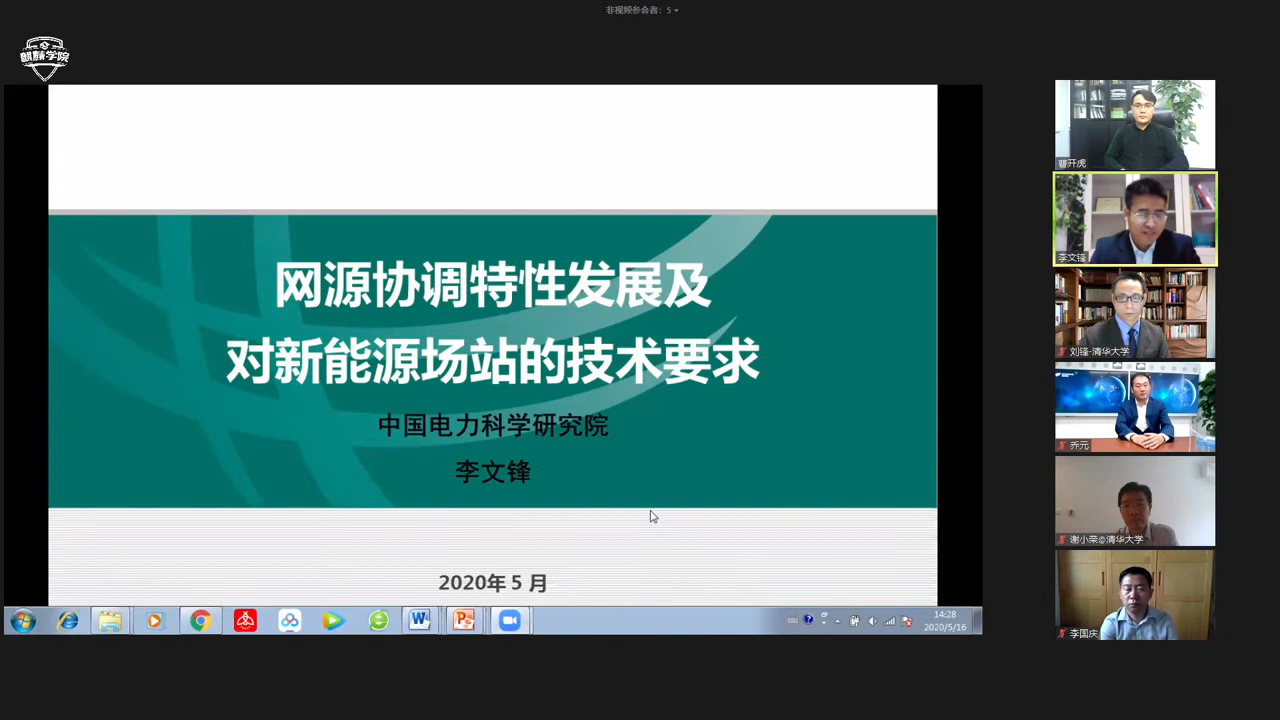 非视频参会者: 5
麒麟学院
网源协调特性发展及
对新能源场站的技术要求
中国电力科学研究院
李文锋
2020年5月
14:28
2020/5/16
曹开虎
李文锋
刘锋-清华大学
乔元
谢小荣@清华大学
李国庆